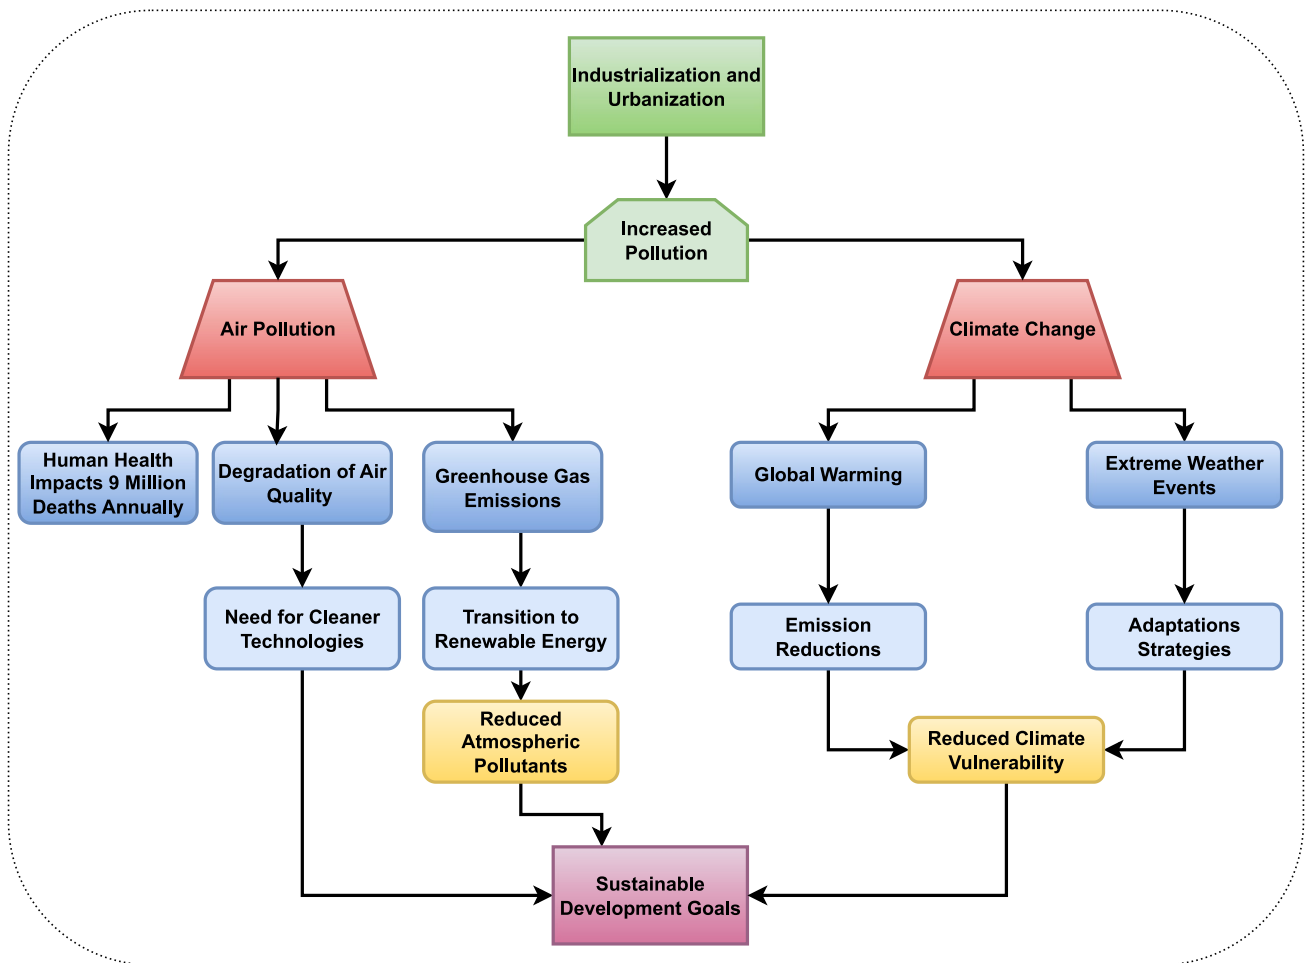 Industrialization and
Urbanization
Increased
Pollution
Air Pollution
Climate Change
Human Health
Impacts 9 Million
Deaths Annually
Degradation of Air
Quality
Greenhouse Gas
Emissions
Global Warming
Extreme Weather
Events
Need for Cleaner
Technologies
Transition to
Renewable Energy
Emission
Reductions
Adaptations
Strategies
Reduced
Atmospheric
Pollutants
Reduced Climate
Vulnerability
Sustainable
Development Goals